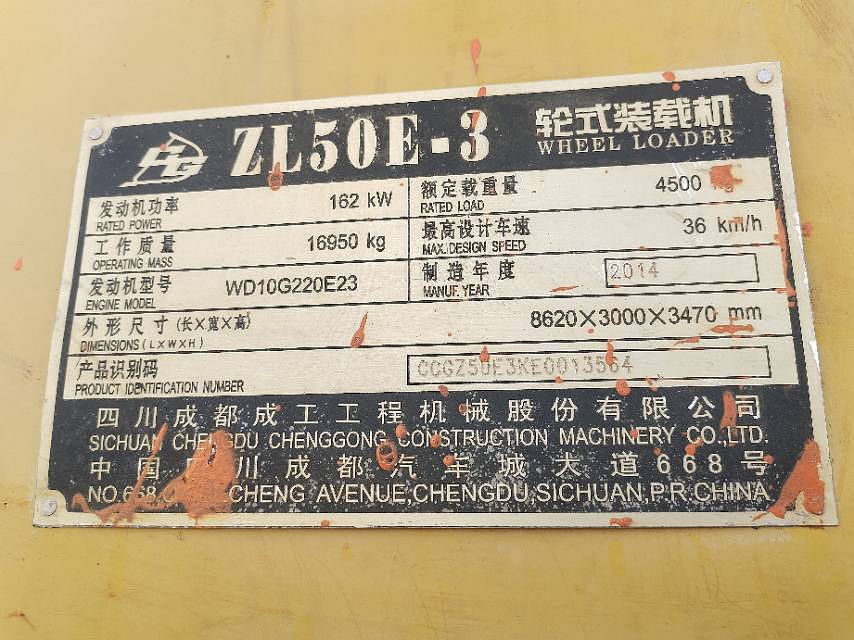 CG ZL50E-3 轮式装载机
WHEEL LOADER
发动机功率 162 kW
RATED POWER
额定载重量 4500
RATED LOAD
工作质量 16950 kg
OPERATING MASS
最高设计车速 36 km/h
MAX.DESIGN SPEED
发动机型号 WD10G220E23
ENGINE MODEL
制造年度 2014
MANUF.YEAR
外形尺寸(长×宽×高) 8620×3000×3470 mm
DIMENSIONS(L×W×H)
产品识别码 CCGZ50E3KE0013564
PRODUCT IDENTIFICATION NUMBER
四川成都成工工程机械股份有限公司
SICHUAN CHENGDU CHENGGONG CONSTRUCTION MACHINERY CO.,LTD.
中国 川成都汽车城大道668号
NO.668, CHENG AVENUE,CHENGDU,SICHUAN,P.R.CHINA